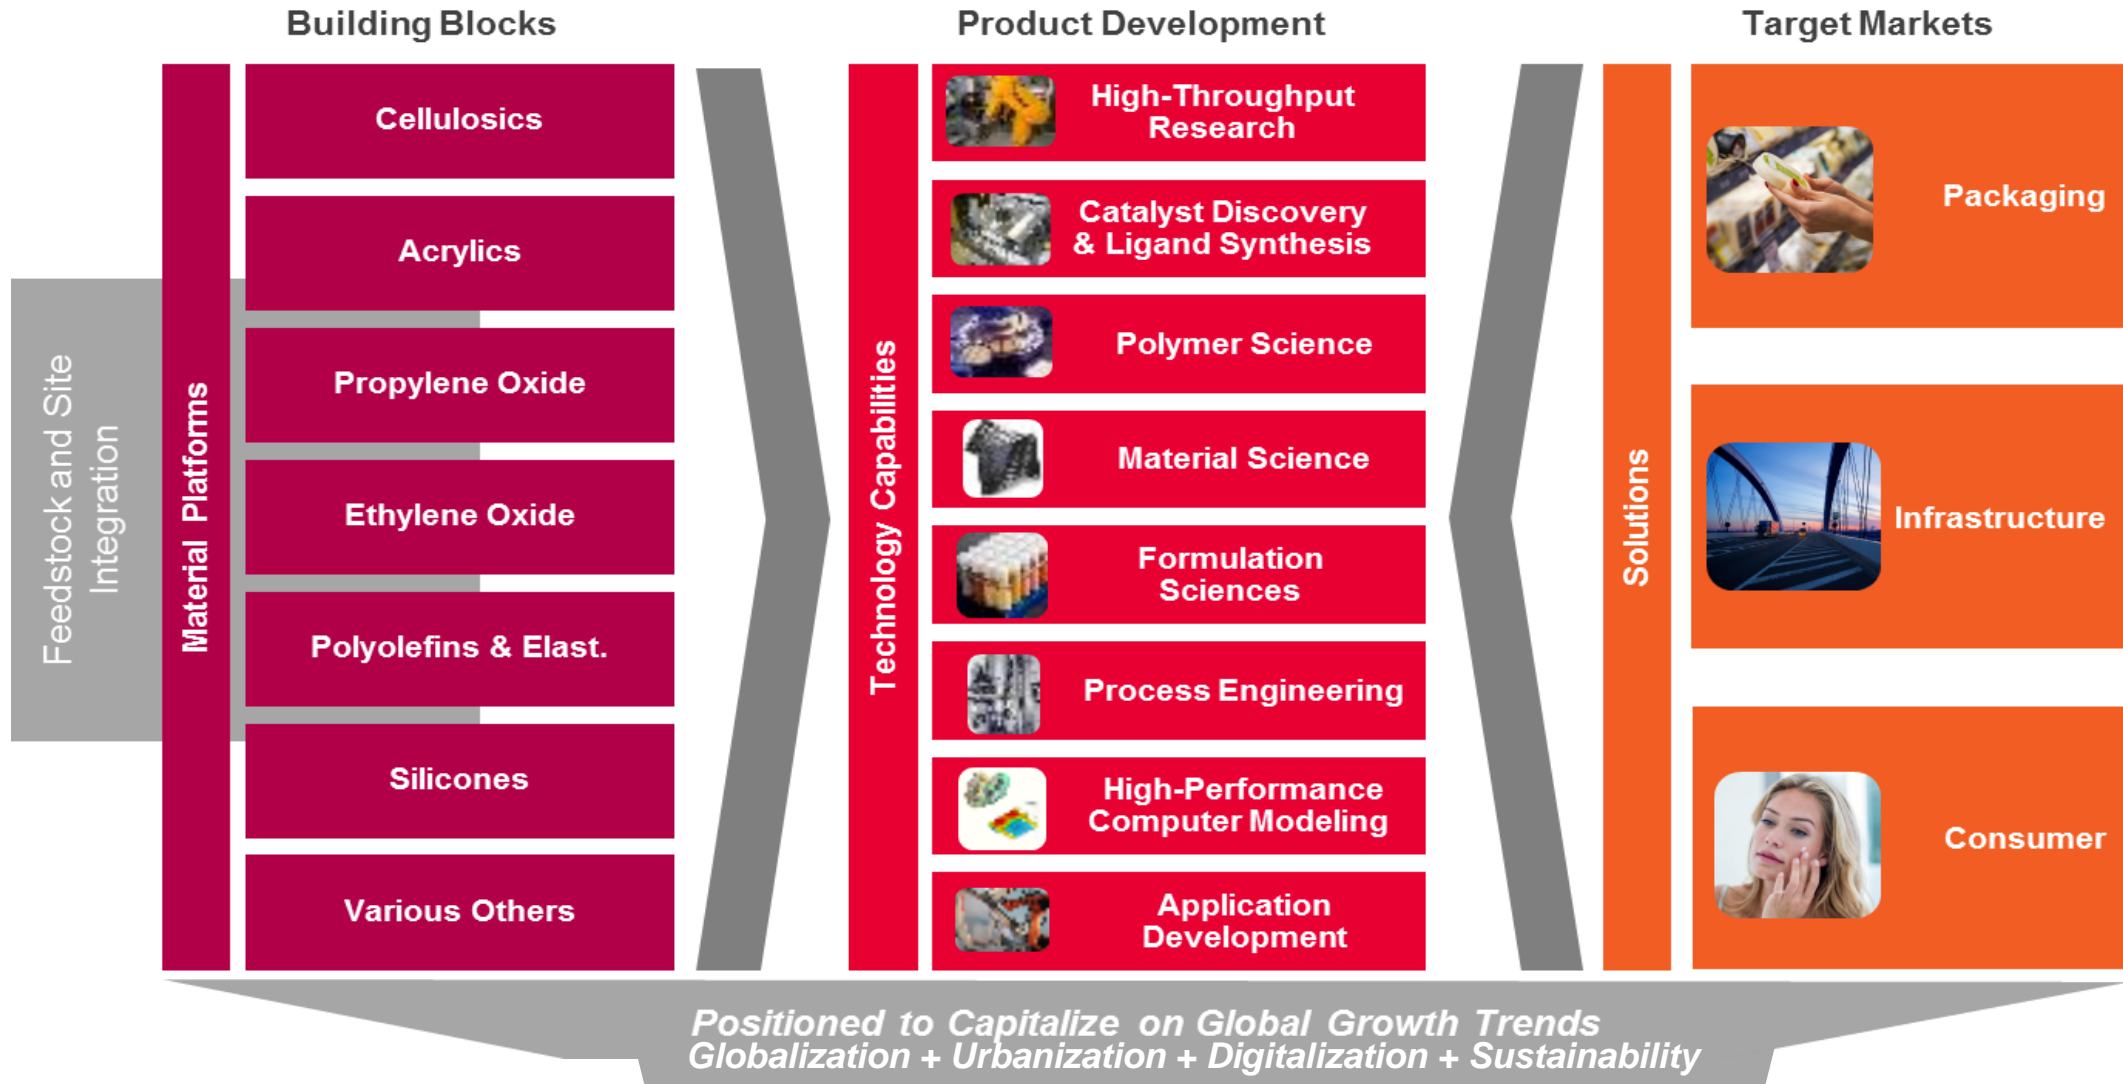 Building Blocks
Product Development
Target Markets
Feedstock and Site
Integration
Material Platforms
Cellulosics
Acrylics
Propylene Oxide
Ethylene Oxide
Polyolefins & Elast.
Silicones
Various Others
Technology Capabilities
High-Throughput
Research
Catalyst Discovery
& Ligand Synthesis
Polymer Science
Material Science
Formulation
Sciences
Process Engineering
High-Performance
Computer Modeling
Application
Development
Solutions
Packaging
Infrastructure
Consumer
Positioned to Capitalize on Global Growth Trends
Globalization + Urbanization + Digitalization + Sustainability